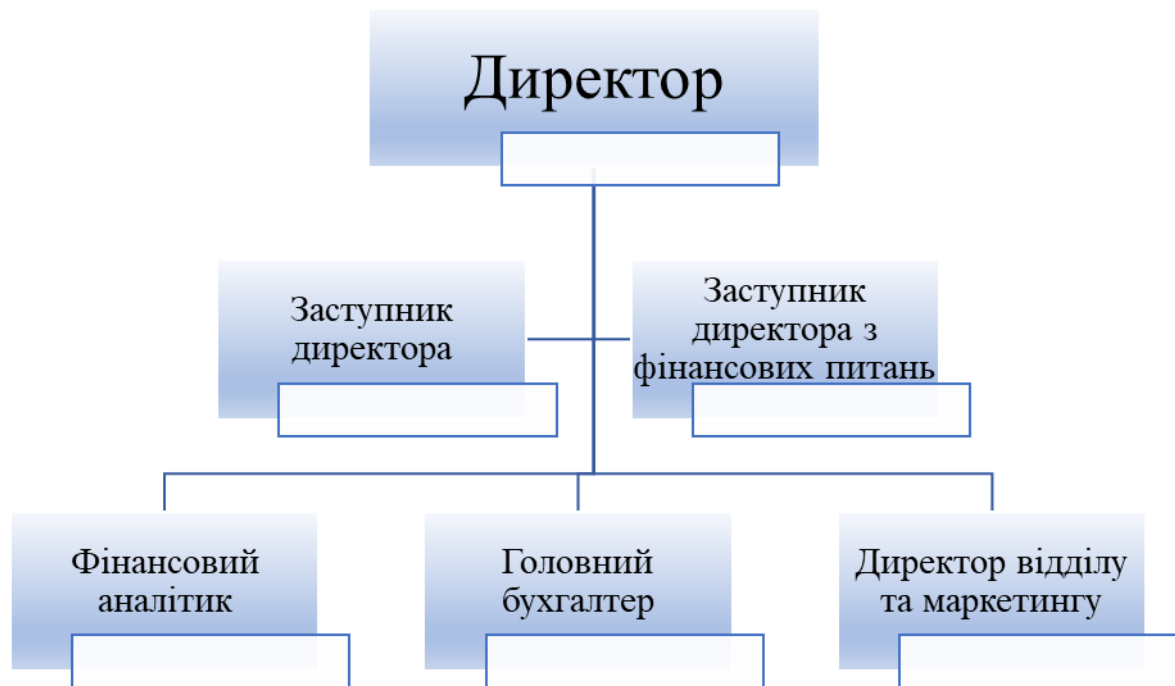 Директор
Заступник
директора
Заступник
директора з
фінансових питань
Фінансовий
аналітик
Головний
бухгалтер
Директор відділу
та маркетингу